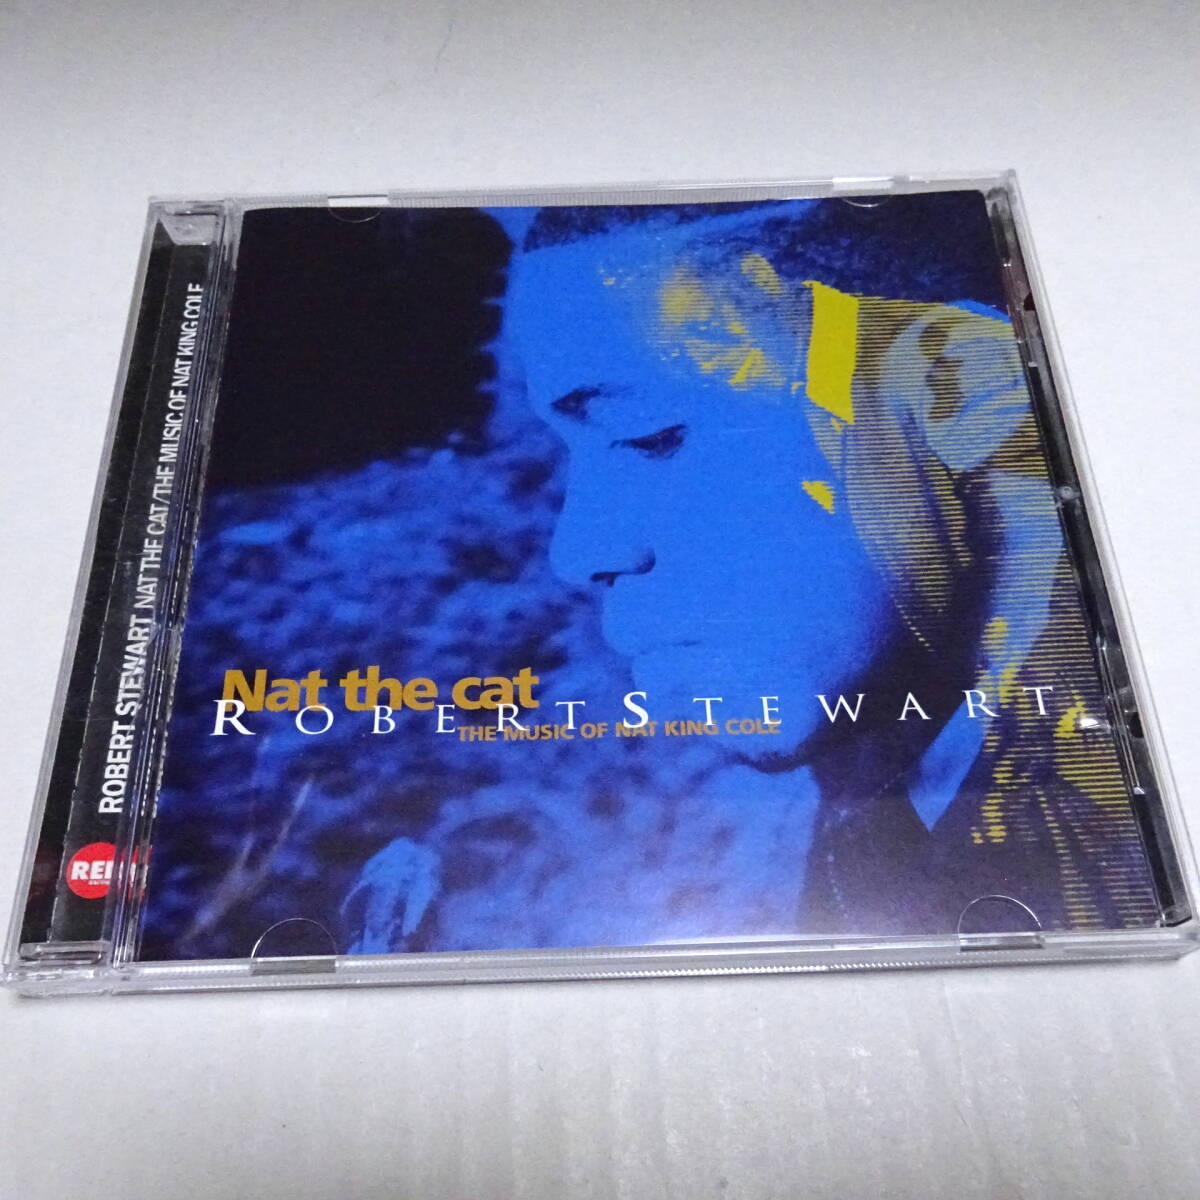 ROBERT STEWART NAT THE CAT/THE MUSIC OF NAT KING COLE
Nat the cat
ROBERT STEWART
THE MUSIC OF NAT KING COLE